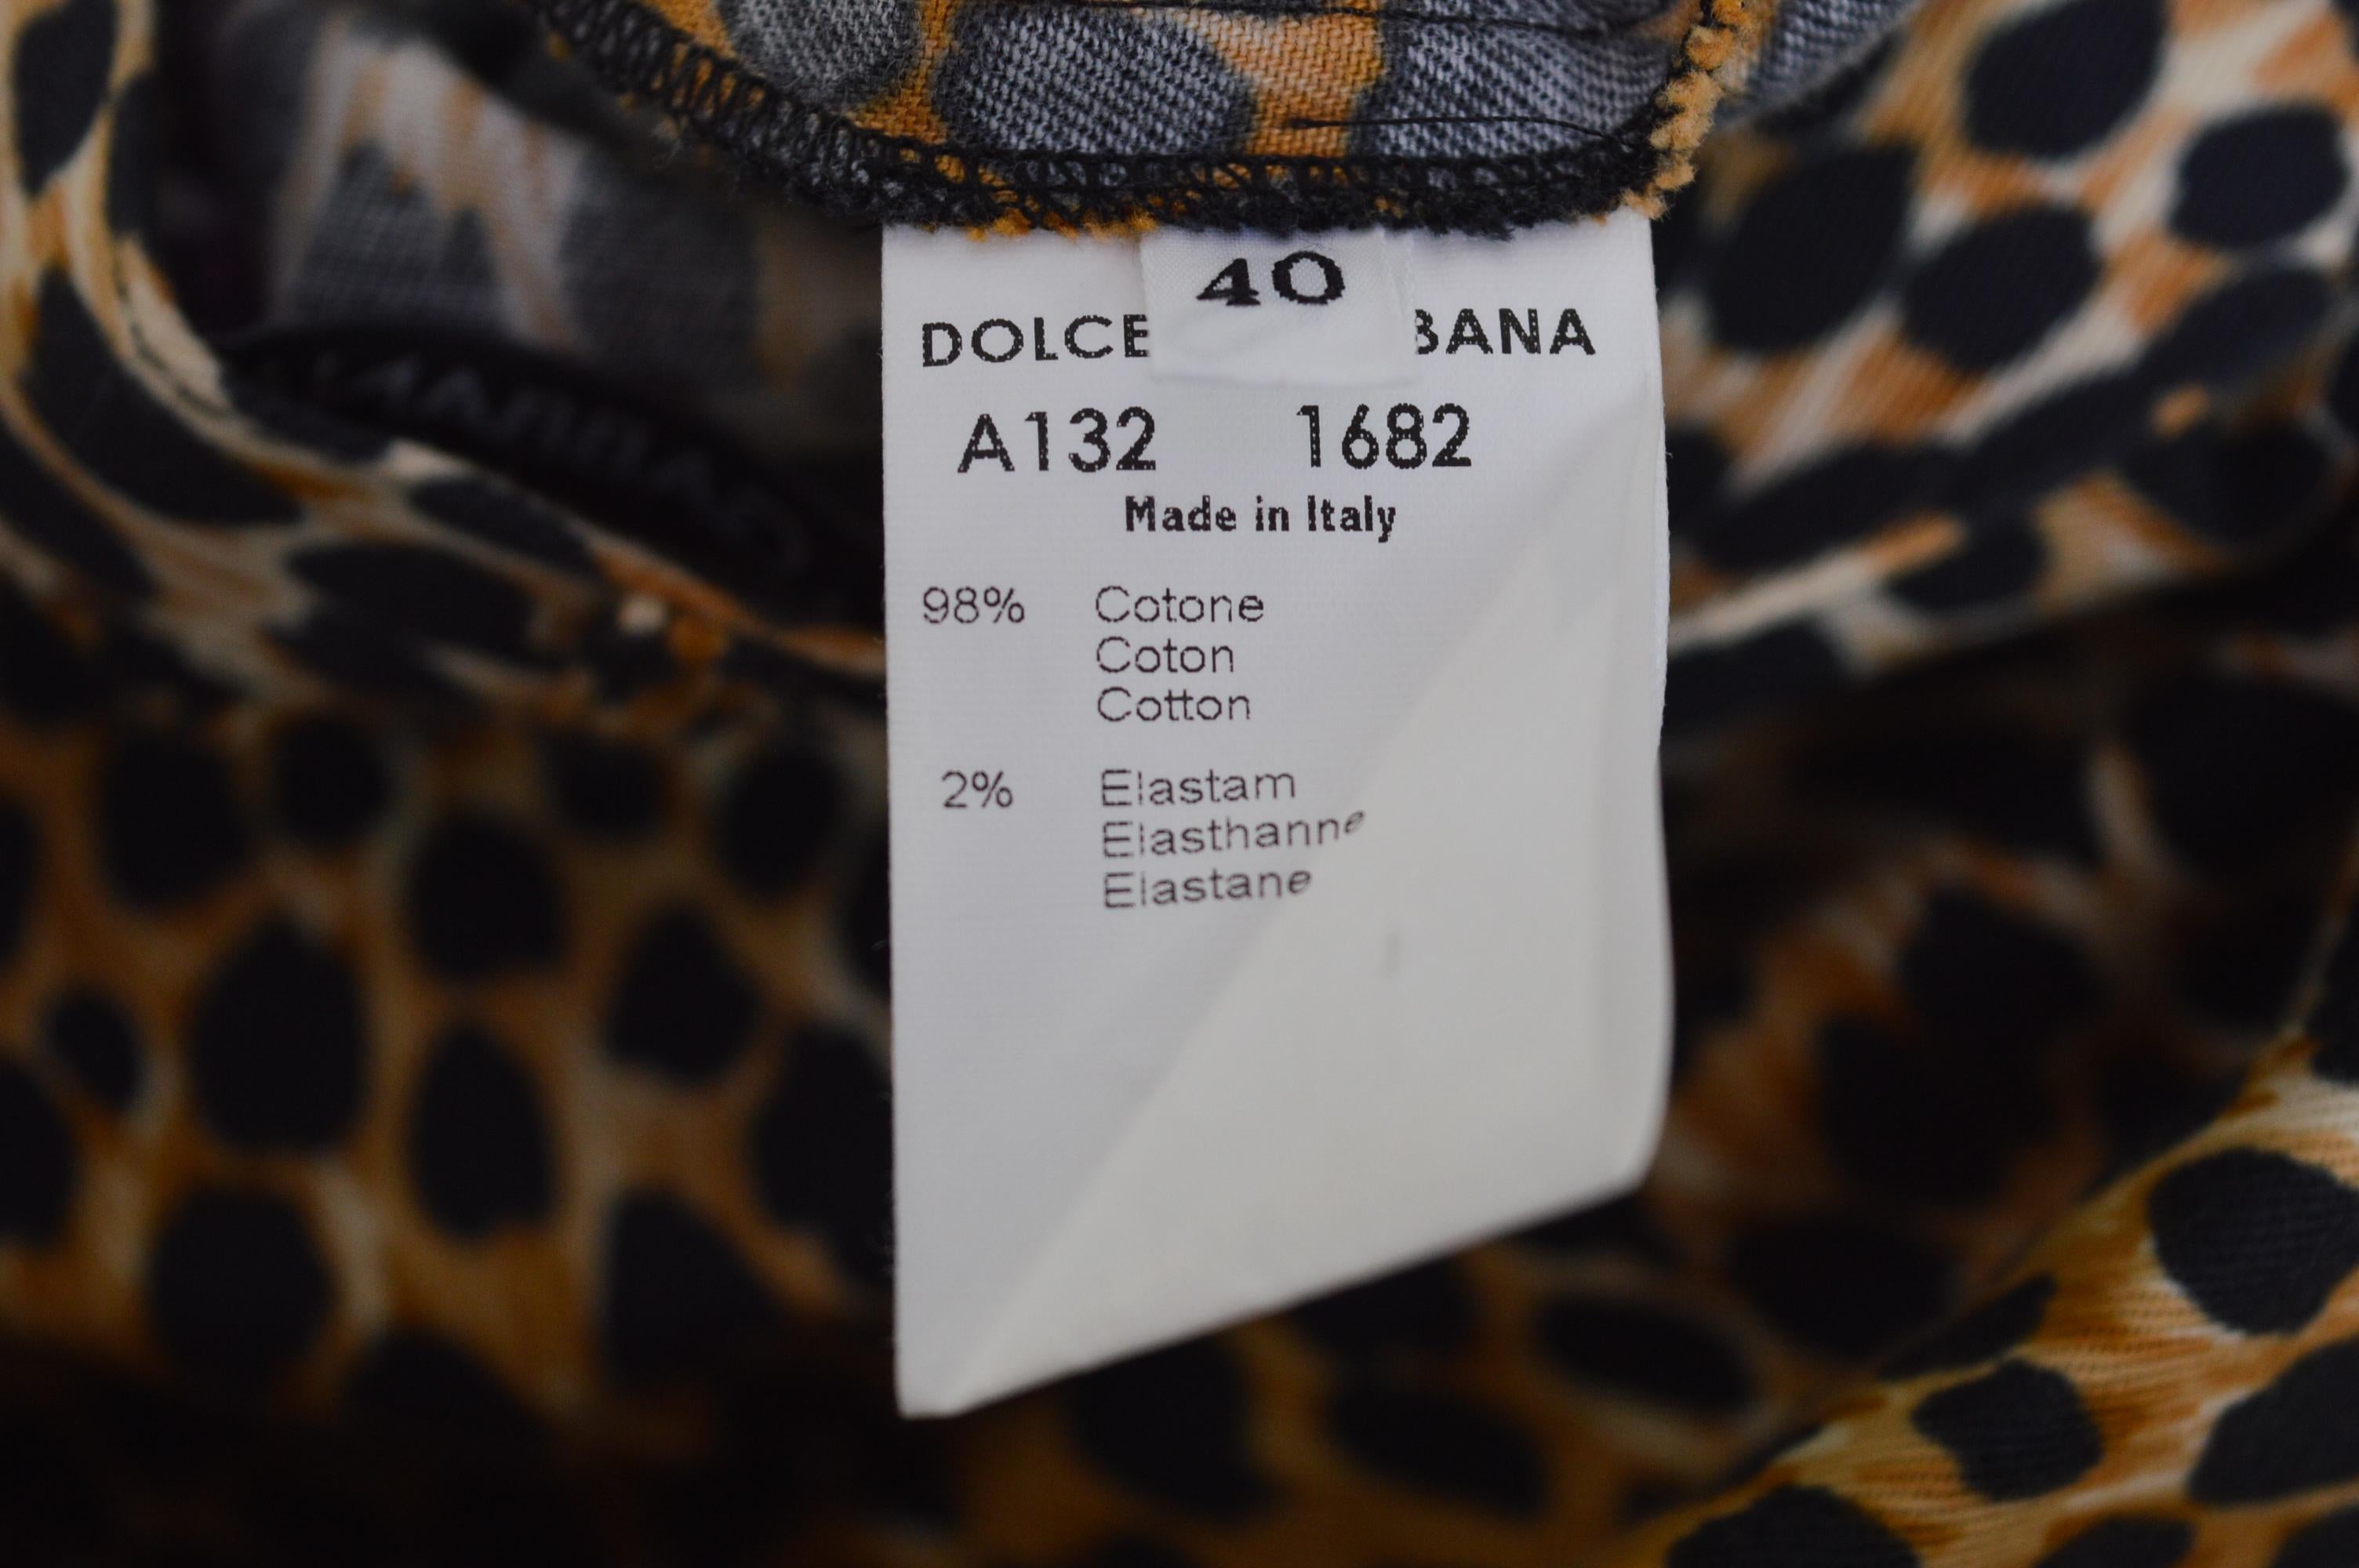 40
DOLCE BANA
A132 1682
Made in Italy
98% Cotone
Coton
Cotton
2% Elastam
Elasthanne
Elastane